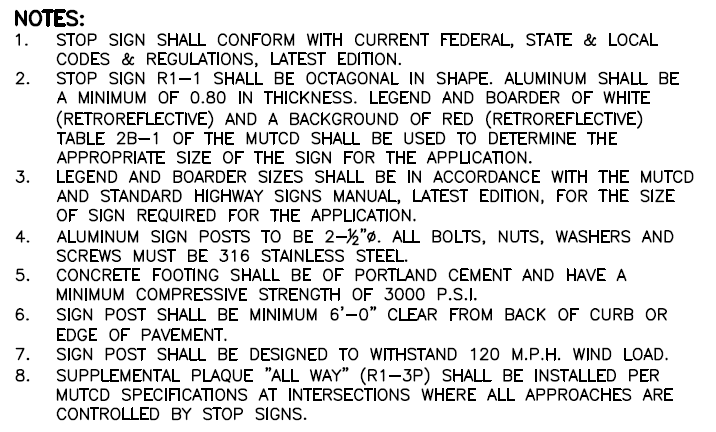 NOTES:
1. STOP SIGN SHALL CONFORM WITH CURRENT FEDERAL, STATE & LOCAL
CODES & REGULATIONS, LATEST EDITION.
2. STOP SIGN R1-1 SHALL BE OCTAGONAL IN SHAPE. ALUMINUM SHALL BE
A MINIMUM OF 0.80 IN THICKNESS. LEGEND AND BOARDER OF WHITE
(RETROREFLECTIVE) AND A BACKGROUND OF RED (RETROREFLECTIVE)
TABLE 2B-1 OF THE MUTCD SHALL BE USED TO DETERMINE THE
APPROPRIATE SIZE OF THE SIGN FOR THE APPLICATION.
3. LEGEND AND BOARDER SIZES SHALL BE IN ACCORDANCE WITH THE MUTCD
AND STANDARD HIGHWAY SIGNS MANUAL, LATEST EDITION, FOR THE SIZE
OF SIGN REQUIRED FOR THE APPLICATION.
4. ALUMINUM SIGN POSTS TO BE 2-½"ø. ALL BOLTS, NUTS, WASHERS AND
SCREWS MUST BE 316 STAINLESS STEEL.
5. CONCRETE FOOTING SHALL BE OF PORTLAND CEMENT AND HAVE A
MINIMUM COMPRESSIVE STRENGTH OF 3000 P.S.I.
6. SIGN POST SHALL BE MINIMUM 6'-0" CLEAR FROM BACK OF CURB OR
EDGE OF PAVEMENT.
7. SIGN POST SHALL BE DESIGNED TO WITHSTAND 120 M.P.H. WIND LOAD.
8. SUPPLEMENTAL PLAQUE "ALL WAY" (R1-3P) SHALL BE INSTALLED PER
MUTCD SPECIFICATIONS AT INTERSECTIONS WHERE ALL APPROACHES ARE
CONTROLLED BY STOP SIGNS.